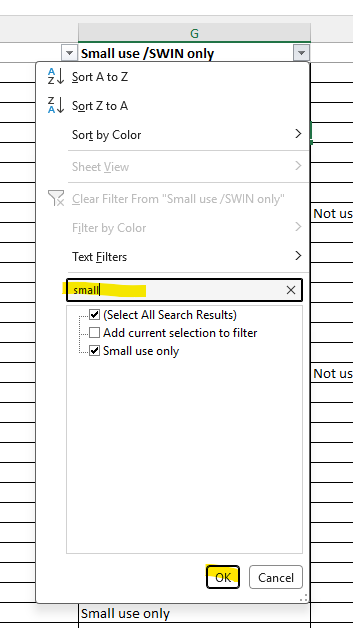 G
Small use /SWIN only
A
Z
Sort A to Z
Z
A
Sort Z to A
Sort by Color
Sheet View
Clear Filter From "Small use /SWIN only"
Not us
Filter by Color
Text Filters
small
(Select All Search Results)
Add current selection to filter
Small use only
Not us
OK
Cancel
Small use only